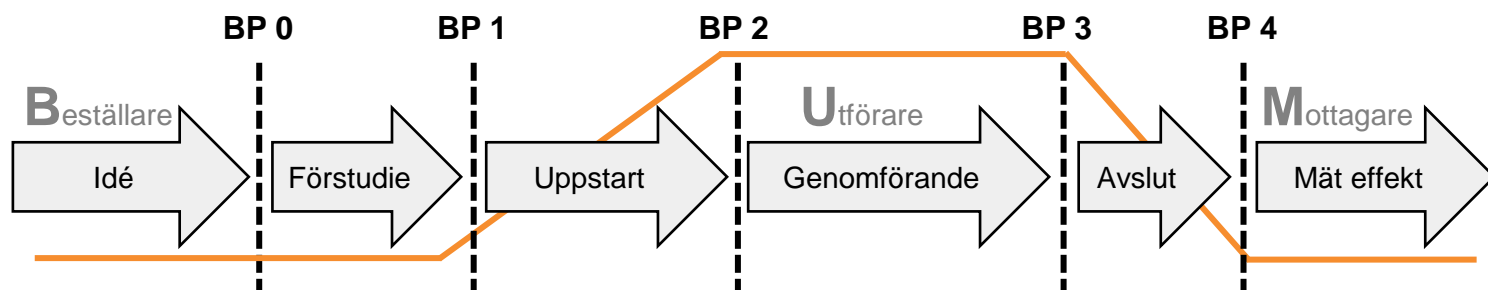 BP 0 BP 1 BP 2 BP 3 BP 4
Beställare Utförare Mottagare
Idé Förstudie Uppstart Genomförande Avslut Mät effekt